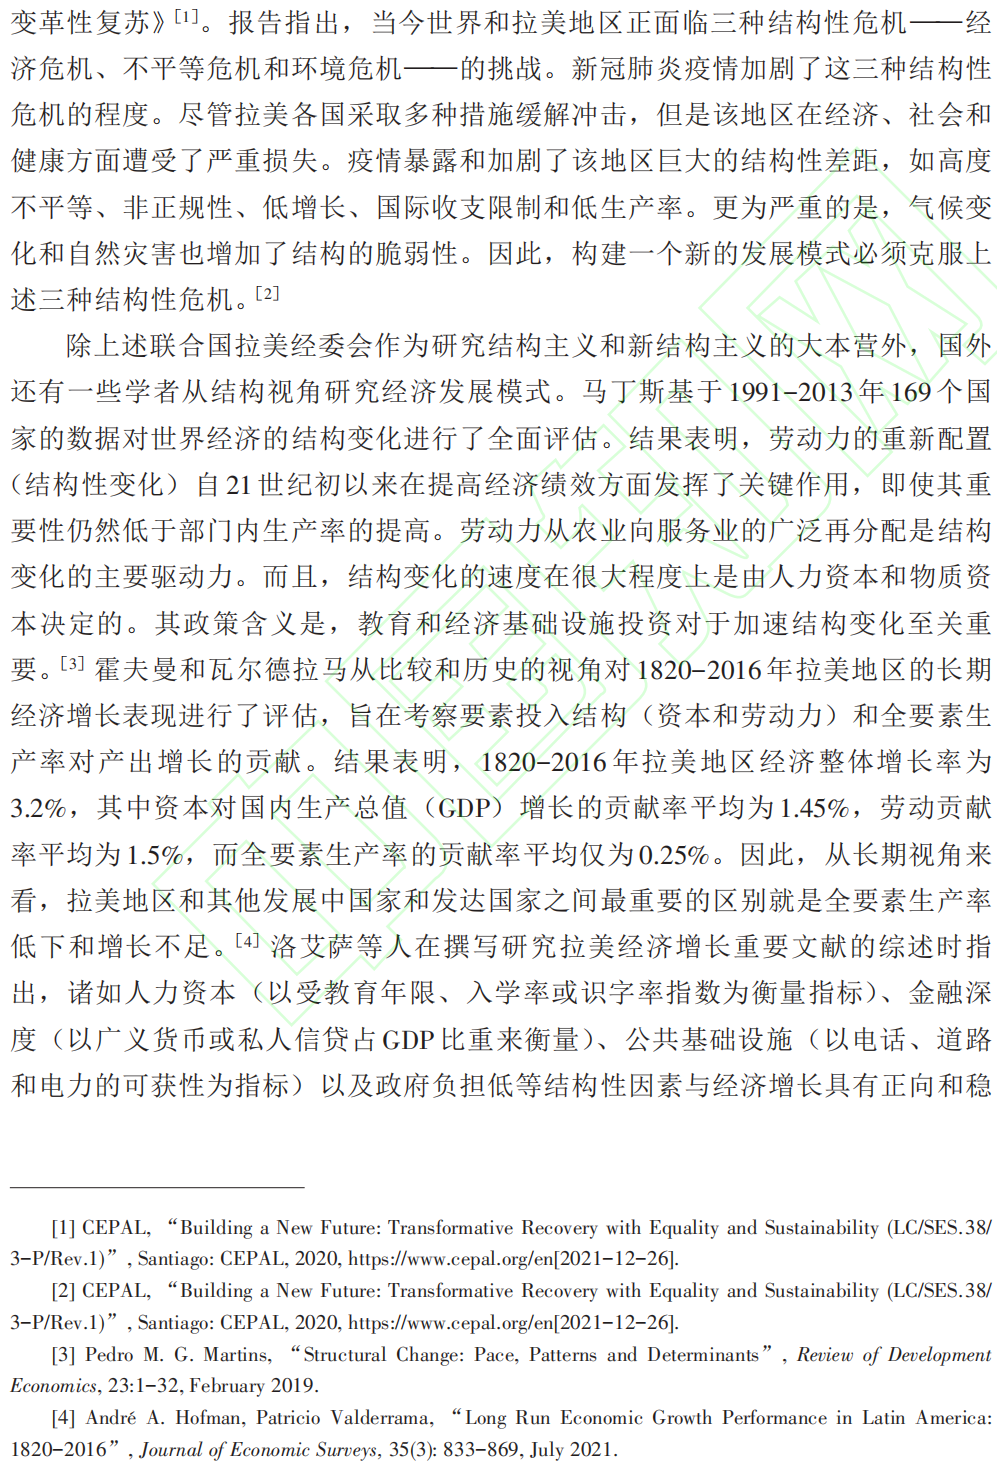 变革性复苏》[1]。报告指出，当今世界和拉美地区正面临三种结构性危机——经
济危机、不平等危机和环境危机——的挑战。新冠肺炎疫情加剧了这三种结构性
危机的程度。尽管拉美各国采取多种措施缓解冲击，但是该地区在经济、社会和
健康方面遭受了严重损失。疫情暴露和加剧了该地区巨大的结构性差距，如高度
不平等、非正规性、低增长、国际收支限制和低生产率。更为严重的是，气候变
化和自然灾害也增加了结构的脆弱性。因此，构建一个新的发展模式必须克服上
述三种结构性危机。[2]
除上述联合国拉美经委会作为研究结构主义和新结构主义的大本营外，国外
还有一些学者从结构视角研究经济发展模式。马丁斯基于1991-2013年169个国
家的数据对世界经济的结构变化进行了全面评估。结果表明，劳动力的重新配置
（结构性变化）自21世纪初以来在提高经济绩效方面发挥了关键作用，即使其重
要性仍然低于部门内生产率的提高。劳动力从农业向服务业的广泛再分配是结构
变化的主要驱动力。而且，结构变化的速度在很大程度上是由人力资本和物质资
本决定的。其政策含义是，教育和经济基础设施投资对于加速结构变化至关重
要。[3]霍夫曼和瓦尔德拉马从比较和历史的视角对1820-2016年拉美地区的长期
经济增长表现进行了评估，旨在考察要素投入结构（资本和劳动力）和全要素生
产率对产出增长的贡献。结果表明，1820-2016年拉美地区经济整体增长率为
3.2%，其中资本对国内生产总值（GDP）增长的贡献率平均为1.45%，劳动贡献
率平均为1.5%，而全要素生产率的贡献率平均仅为0.25%。因此，从长期视角来
看，拉美地区和其他发展中国家和发达国家之间最重要的区别就是全要素生产率
低下和增长不足。[4]洛艾萨等人在撰写研究拉美经济增长重要文献的综述时指
出，诸如人力资本（以受教育年限、入学率或识字率指数为衡量指标）、金融深
度（以广义货币或私人信贷占GDP比重来衡量）、公共基础设施（以电话、道路
和电力的可获性为指标）以及政府负担低等结构性因素与经济增长具有正向和稳
[1] CEPAL, “Building a New Future: Transformative Recovery with Equality and Sustainability (LC/SES.38/
3-P/Rev.1)”, Santiago: CEPAL, 2020, https://www.cepal.org/en[2021-12-26].
[2] CEPAL, “Building a New Future: Transformative Recovery with Equality and Sustainability (LC/SES.38/
3-P/Rev.1)”, Santiago: CEPAL, 2020, https://www.cepal.org/en[2021-12-26].
[3] Pedro M. G. Martins, “Structural Change: Pace, Patterns and Determinants”, Review of Development
Economics, 23:1-32, February 2019.
[4] André A. Hofman, Patricio Valderrama, “Long Run Economic Growth Performance in Latin America:
1820-2016”, Journal of Economic Surveys, 35(3): 833-869, July 2021.